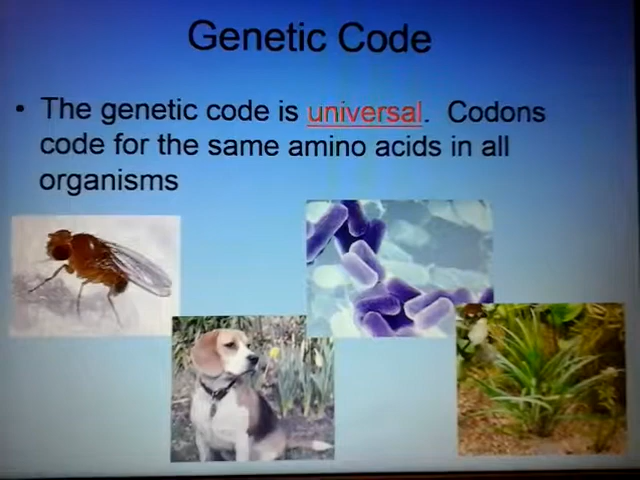 Genetic Code
• The genetic code is universal. Codons
code for the same amino acids in all
organisms